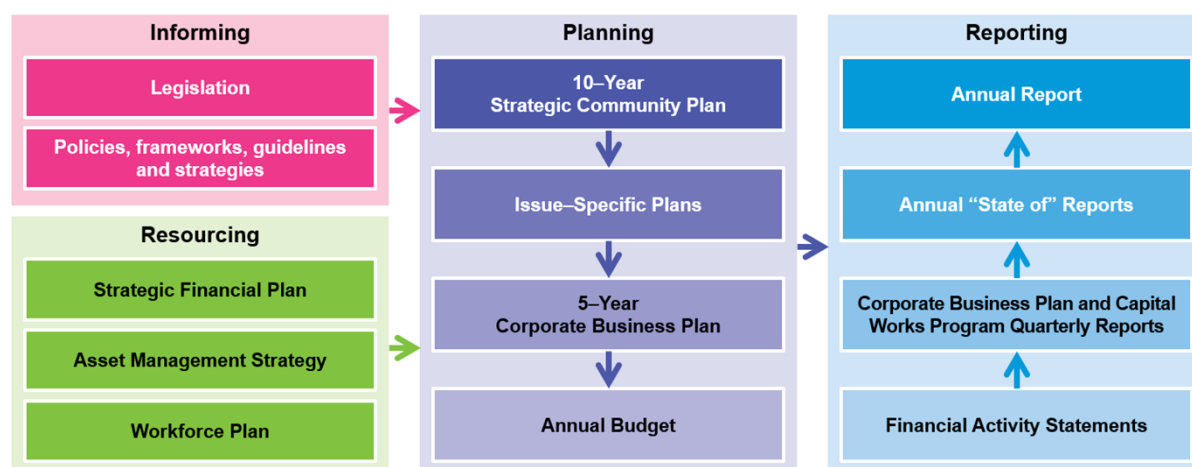 Informing
Legislation
Policies, frameworks, guidelines
and strategies
Resourcing
Strategic Financial Plan
Asset Management Strategy
Workforce Plan
Planning
10–Year
Strategic Community Plan
Issue–Specific Plans
5–Year
Corporate Business Plan
Annual Budget
Reporting
Annual Report
Annual “State of” Reports
Corporate Business Plan and Capital
Works Program Quarterly Reports
Financial Activity Statements